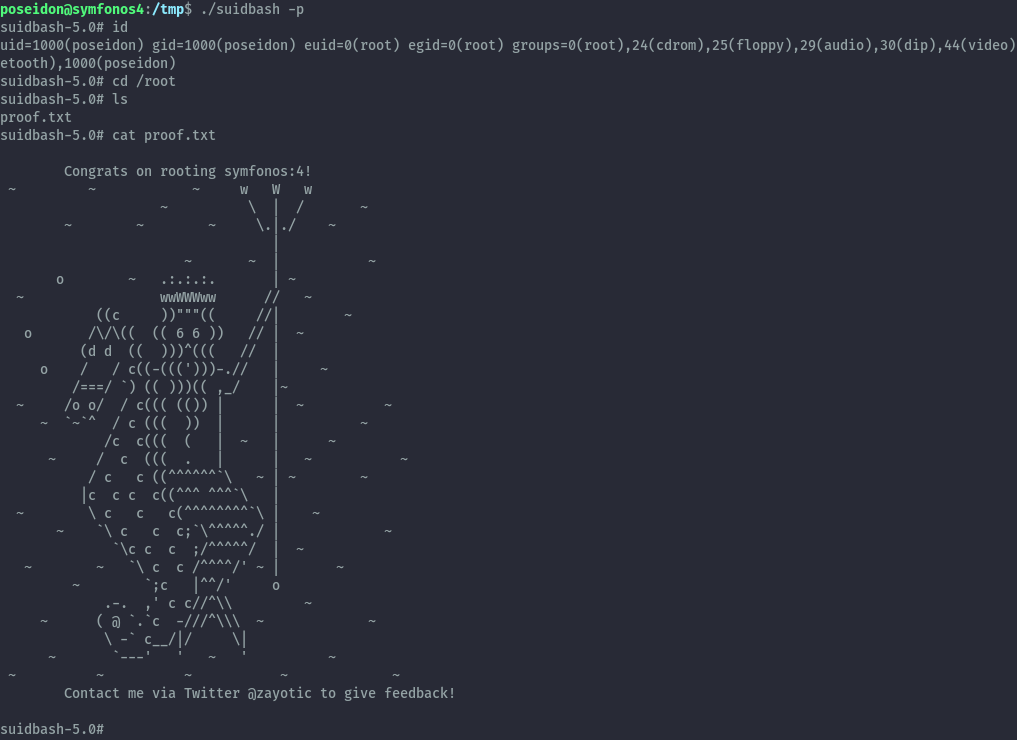 poseidon@symfonos4:/tmp$ ./suidbash -p
suidbash-5.0# id
uid=1000(poseidon) gid=1000(poseidon) euid=0(root) egid=0(root) groups=0(root),24(cdrom),25(floppy),29(audio),30(dip),44(video)
etooth),1000(poseidon)
suidbash-5.0# cd /root
suidbash-5.0# ls
proof.txt
suidbash-5.0# cat proof.txt

        Congrats on rooting symfonos:4!
 ~         ~            ~     w   W   w
                    ~          \  |  /       ~
        ~        ~        ~     \.|./    ~
                                  |
                       ~       ~  |           ~
       o        ~   .:.:.:.       | ~
  ~                 wwWWWww      //   ~
            ((c     ))"""((     //|        ~
   o       /\/\((  (( 6 6 ))   // |  ~
          (d d  ((  )))^(((   //  |
     o    /   / c((-(((')))-.//   |     ~
         /===/ `) (( )))(( ,_/    |~
  ~     /o o/  / c((( (()) |      |  ~          ~
     ~  `~`^  / c (((  ))  |      |          ~
             /c  c(((  (   |  ~   |      ~
      ~     /  c  (((  .   |      |   ~           ~
           / c   c ((^^^^^^`\   ~ | ~        ~
          |c  c c  c((^^^ ^^^`\   |
  ~        \ c   c   c(^^^^^^^^`\ |    ~
       ~    `\ c   c  c;`\^^^^^./ |             ~
              `\c c  c  ;/^^^^^/  |  ~
   ~        ~   `\ c  c /^^^^/' ~ |       ~
         ~        `;c   |^^/'     o
             .-.  ,' c c//^\\         ~
     ~      ( @ `.`c  -///^\\\  ~             ~
             \ -` c__/|/     \|
      ~       `---'   '   ~   '          ~
 ~          ~          ~           ~             ~
        Contact me via Twitter @zayotic to give feedback!

suidbash-5.0#